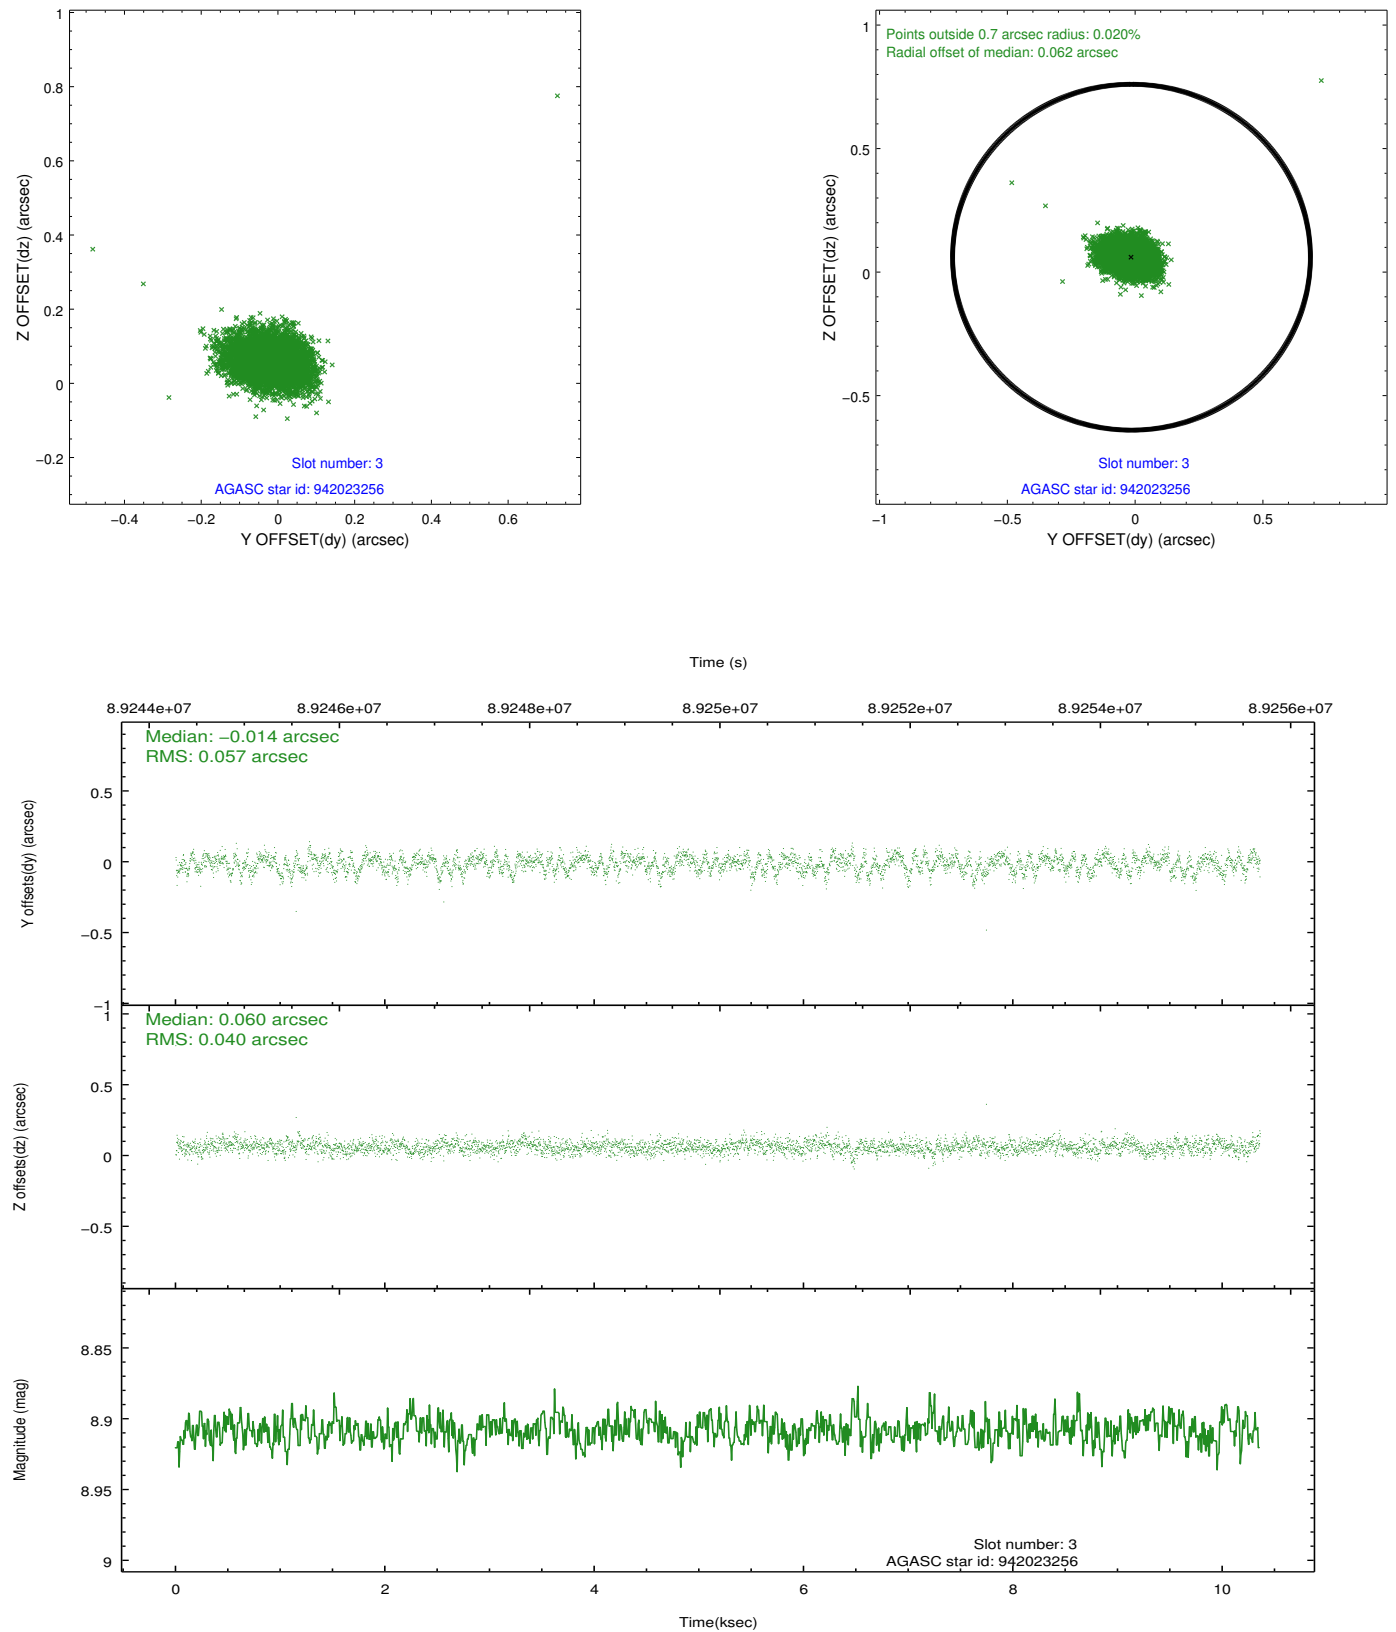 1
0.8
0.6
0.4
0.2
0
−0.2
Z OFFSET(dz) (arcsec)
Slot number: 3
AGASC star id: 942023256
−0.4
−0.2
0
0.2
0.4
0.6
Y OFFSET(dy) (arcsec)
Points outside 0.7 arcsec radius: 0.020%
Radial offset of median: 0.062 arcsec
1
0.5
0
−0.5
Z OFFSET(dz) (arcsec)
Slot number: 3
AGASC star id: 942023256
−1
−0.5
0
0.5
Y OFFSET(dy) (arcsec)
Time (s)
8.9244e+07
8.9246e+07
8.9248e+07
8.925e+07
8.9252e+07
8.9254e+07
8.9256e+07
Median: −0.014 arcsec
RMS: 0.057 arcsec
0.5
0
−0.5
−1
Y offsets(dy) (arcsec)
Median: 0.060 arcsec
RMS: 0.040 arcsec
1
0.5
0
−0.5
Z offsets(dz) (arcsec)
8.85
8.9
8.95
9
Magnitude (mag)
Slot number: 3
AGASC star id: 942023256
0
2
4
6
8
10
Time(ksec)